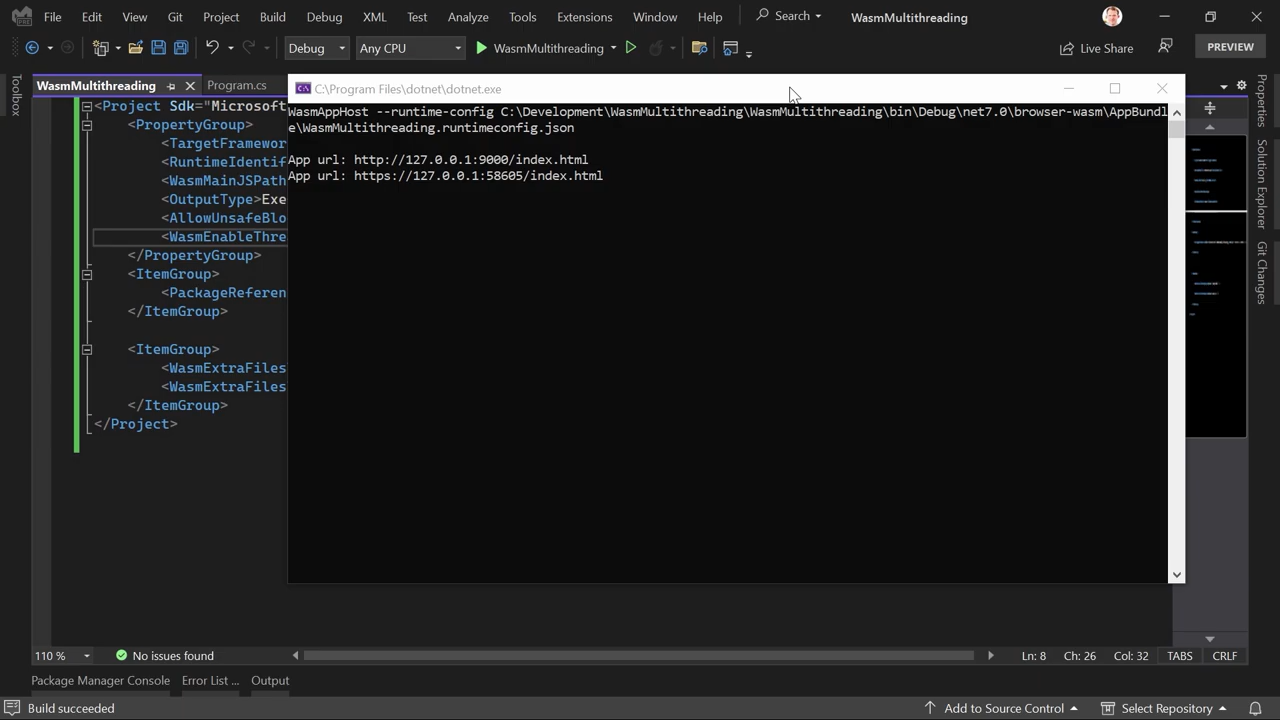 File Edit View Git Project Build Debug XML Test Analyze Tools Extensions Window Help Search WasmMultithreading
Debug Any CPU WasmMultithreading Live Share PREVIEW
WasmMultithreading Program.cs
C:\Program Files\dotnet\dotnet.exe
WasmAppHost --runtime-config C:\Development\WasmMultithreading\WasmMultithreading\bin\Debug\net7.0\browser-wasm\AppBundl
e\WasmMultithreading.runtimeconfig.json
App url: http://127.0.0.1:9000/index.html
App url: https://127.0.0.1:58605/index.html
<Project Sdk="Microsoft
<PropertyGroup>
<TargetFramewor
<RuntimeIdentif
<WasmMainJSPath
<OutputType>Exe
<AllowUnsafeBlo
<WasmEnableThre
</PropertyGroup>
<ItemGroup>
<PackageReferen
</ItemGroup>
<ItemGroup>
<WasmExtraFiles
<WasmExtraFiles
</ItemGroup>
</Project>
Toolbox
Properties
Solution Explorer
Git Changes
110 % No issues found Ln: 8 Ch: 26 Col: 32 TABS CRLF
Package Manager Console Error List ... Output
Build succeeded Add to Source Control Select Repository